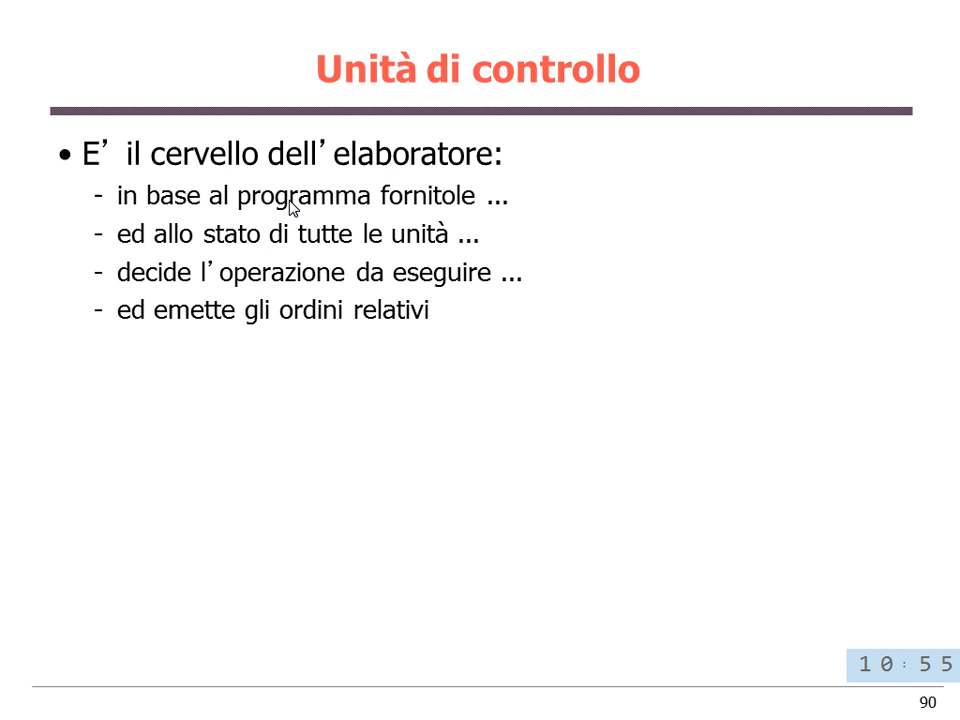 Unità di controllo
• E’ il cervello dell’elaboratore:
- in base al programma fornitole ...
- ed allo stato di tutte le unità ...
- decide l’operazione da eseguire ...
- ed emette gli ordini relativi
10:55
90